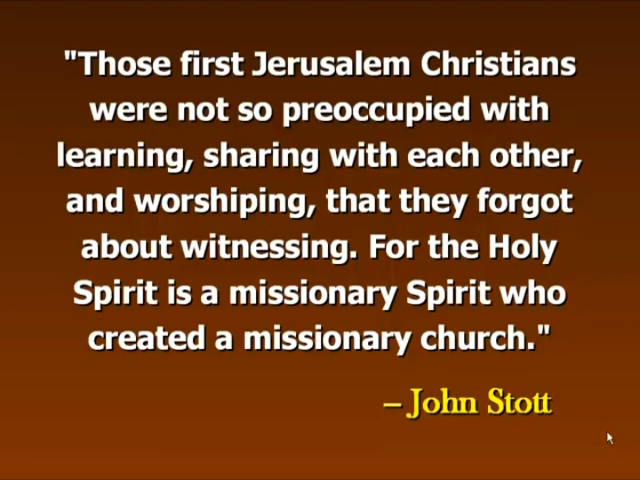 "Those first Jerusalem Christians
were not so preoccupied with
learning, sharing with each other,
and worshiping, that they forgot
about witnessing. For the Holy
Spirit is a missionary Spirit who
created a missionary church."
– John Stott